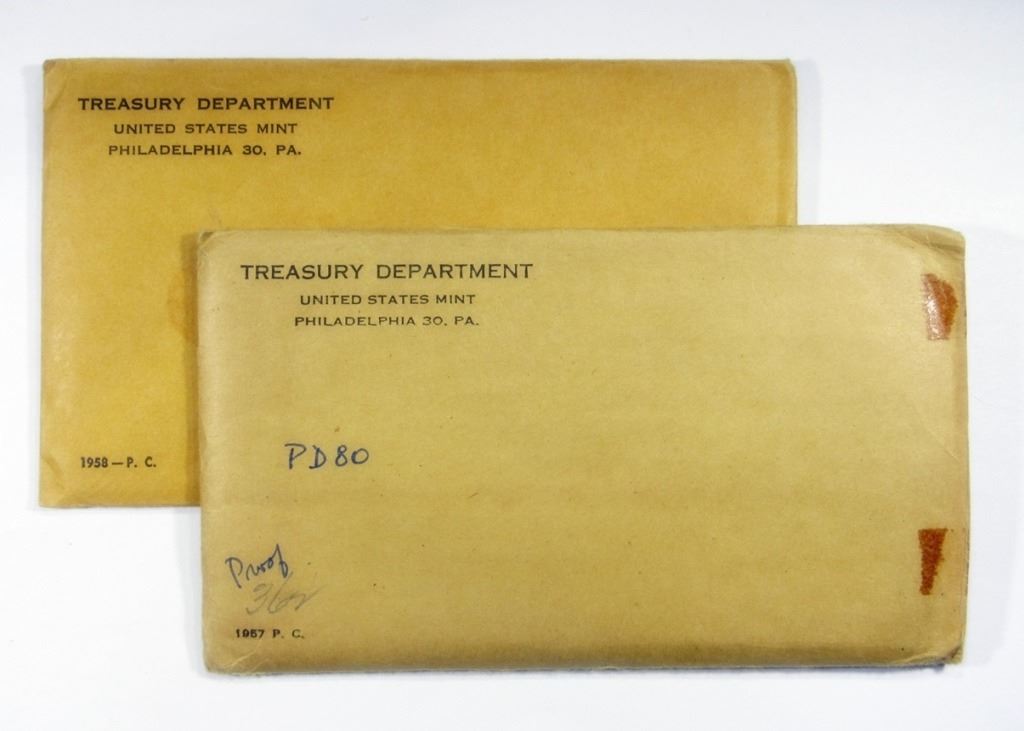 TREASURY DEPARTMENT
UNITED STATES MINT
PHILADELPHIA 30, PA.
1958 — P. C.
TREASURY DEPARTMENT
UNITED STATES MINT
PHILADELPHIA 30, PA.
PD80
Proof
1957 P. C.